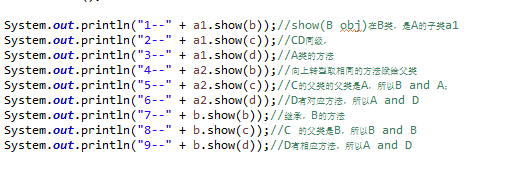 System.out.println("1--" + a1.show(b));//show(B obj)在B类，是A的子类a1
System.out.println("2--" + a1.show(c));//CD同级，
System.out.println("3--" + a1.show(d));//A类的方法
System.out.println("4--" + a2.show(b));//向上转型取相同的方法赋给父类
System.out.println("5--" + a2.show(c));//C的父类的父类是A，所以B and A；
System.out.println("6--" + a2.show(d));//D有对应方法，所以A and D
System.out.println("7--" + b.show(b));//继承，B的方法
System.out.println("8--" + b.show(c));//C 的父类是B，所以B and B
System.out.println("9--" + b.show(d));//D有相应方法，所以A and D